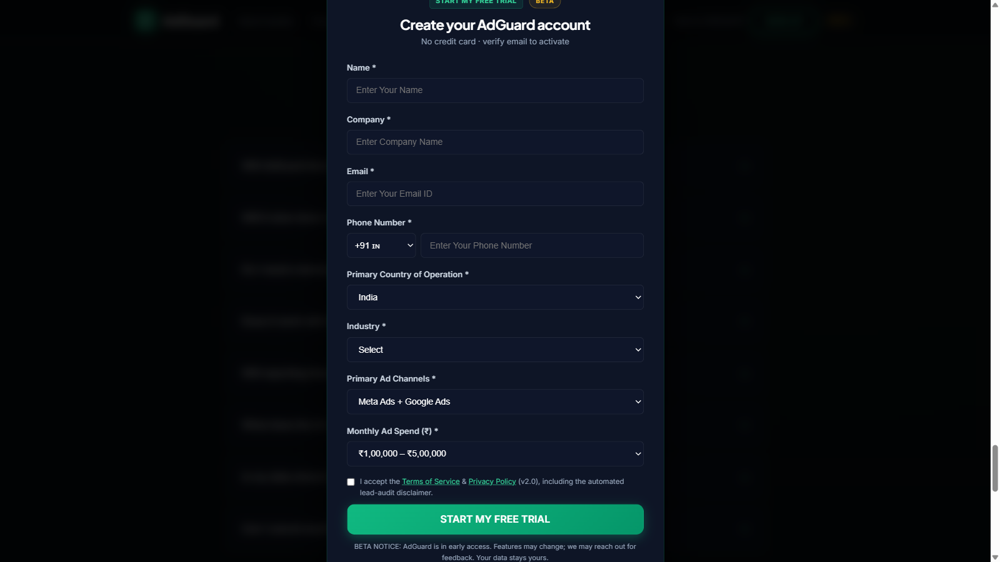 START MY FREE TRIAL BETA
Create your AdGuard account
No credit card · verify email to activate
Name *
Enter Your Name
Company *
Enter Company Name
Email *
Enter Your Email ID
Phone Number *
+91 IN Enter Your Phone Number
Primary Country of Operation *
India
Industry *
Select
Primary Ad Channels *
Meta Ads + Google Ads
Monthly Ad Spend (₹) *
₹1,00,000 – ₹5,00,000
I accept the Terms of Service & Privacy Policy (v2.0), including the automated
lead-audit disclaimer.
START MY FREE TRIAL
BETA NOTICE: AdGuard is in early access. Features may change; we may reach out for
feedback. Your data stays yours.